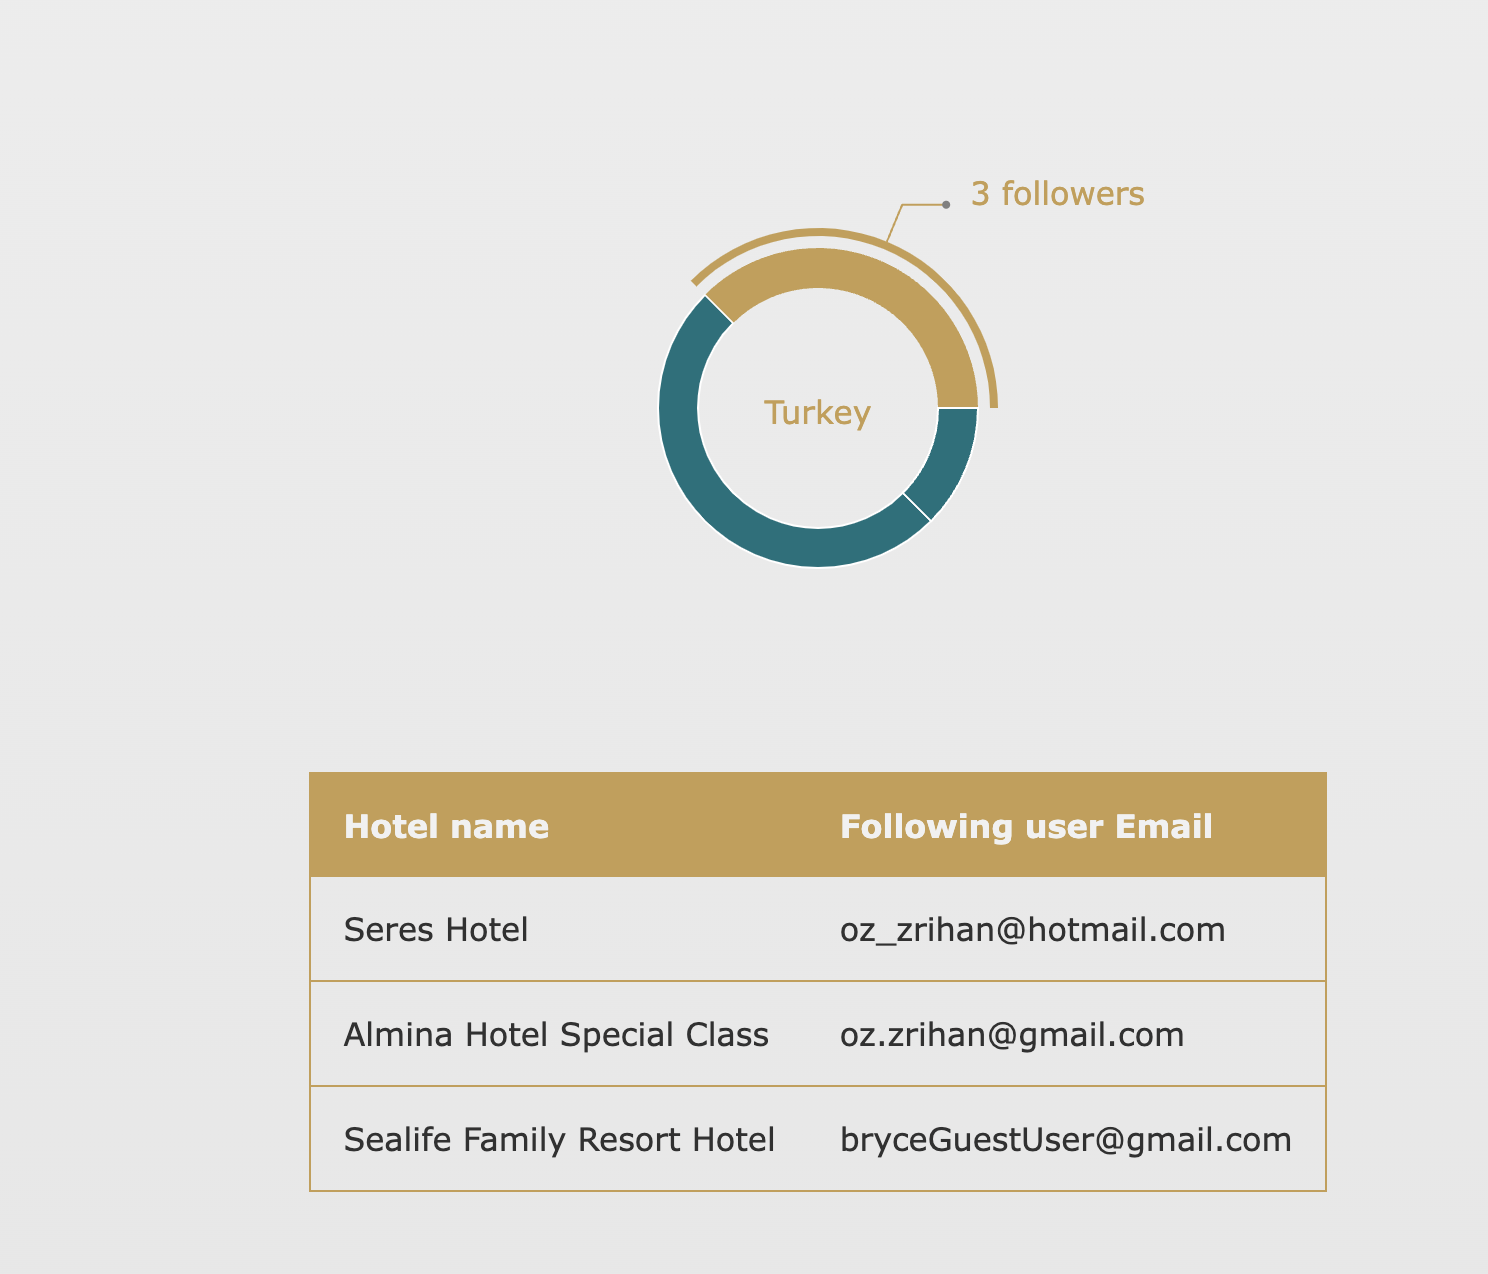 3 followers
Turkey
Hotel name Following user Email
Seres Hotel oz_zrihan@hotmail.com
Almina Hotel Special Class oz.zrihan@gmail.com
Sealife Family Resort Hotel bryceGuestUser@gmail.com